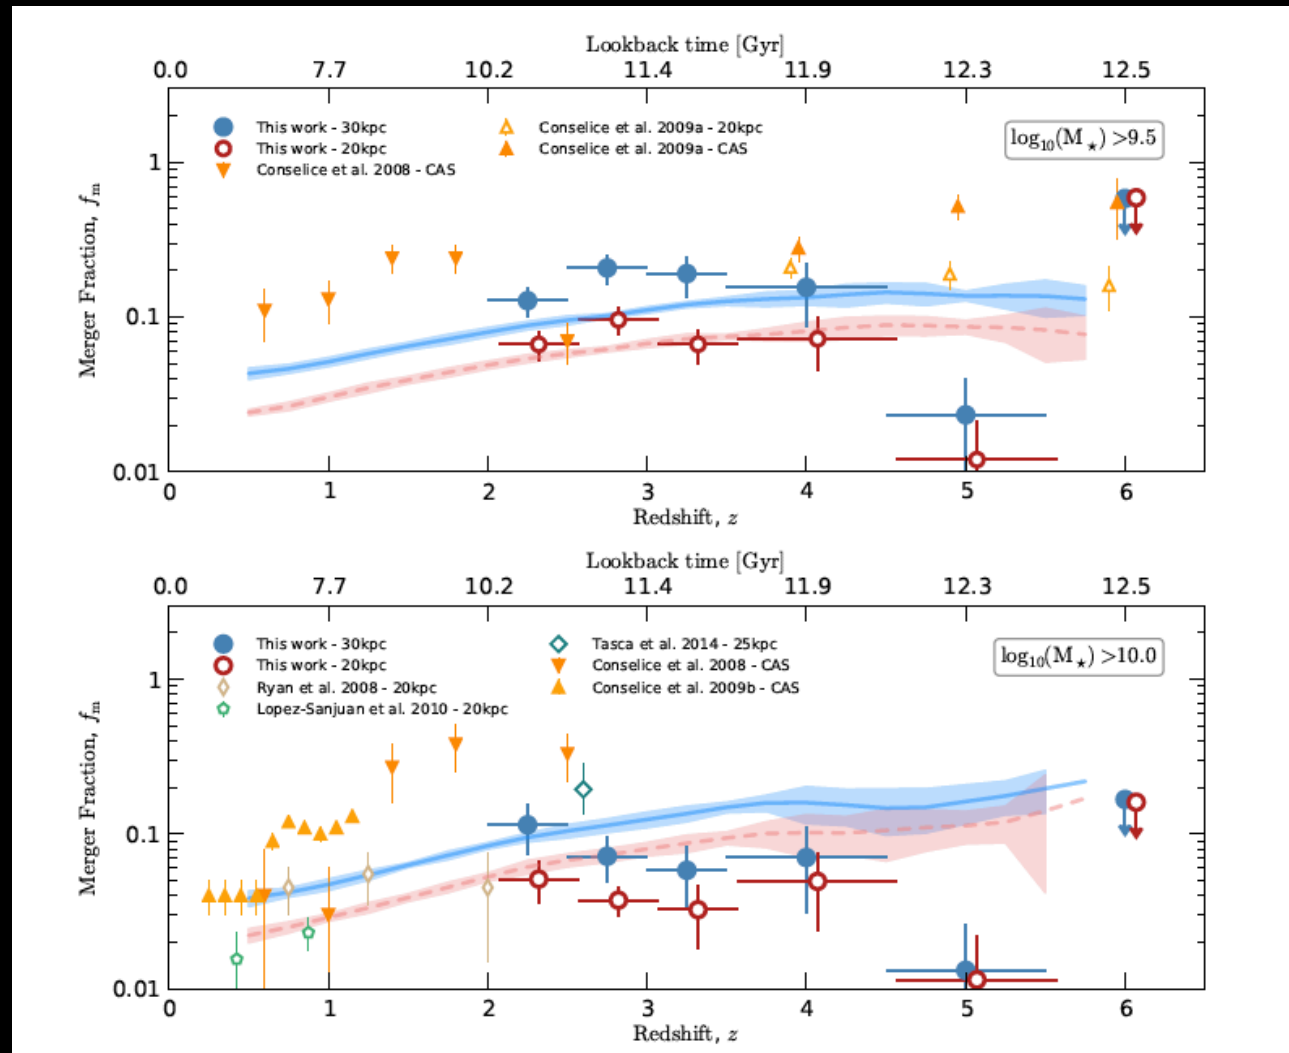 Lookback time [Gyr]
0.0 7.7 10.2 11.4 11.9 12.3 12.5
This work - 30kpc
This work - 20kpc
Conselice et al. 2008 - CAS
Conselice et al. 2009a - 20kpc
Conselice et al. 2009a - CAS
log₁₀(M⋆) >9.5
Merger Fraction, fₘ
1
0.1
0.01
0 1 2 3 4 5 6
Redshift, z
Lookback time [Gyr]
0.0 7.7 10.2 11.4 11.9 12.3 12.5
This work - 30kpc
This work - 20kpc
Ryan et al. 2008 - 20kpc
Lopez-Sanjuan et al. 2010 - 20kpc
Tasca et al. 2014 - 25kpc
Conselice et al. 2008 - CAS
Conselice et al. 2009b - CAS
log₁₀(M⋆) >10.0
Merger Fraction, fₘ
1
0.1
0.01
0 1 2 3 4 5 6
Redshift, z